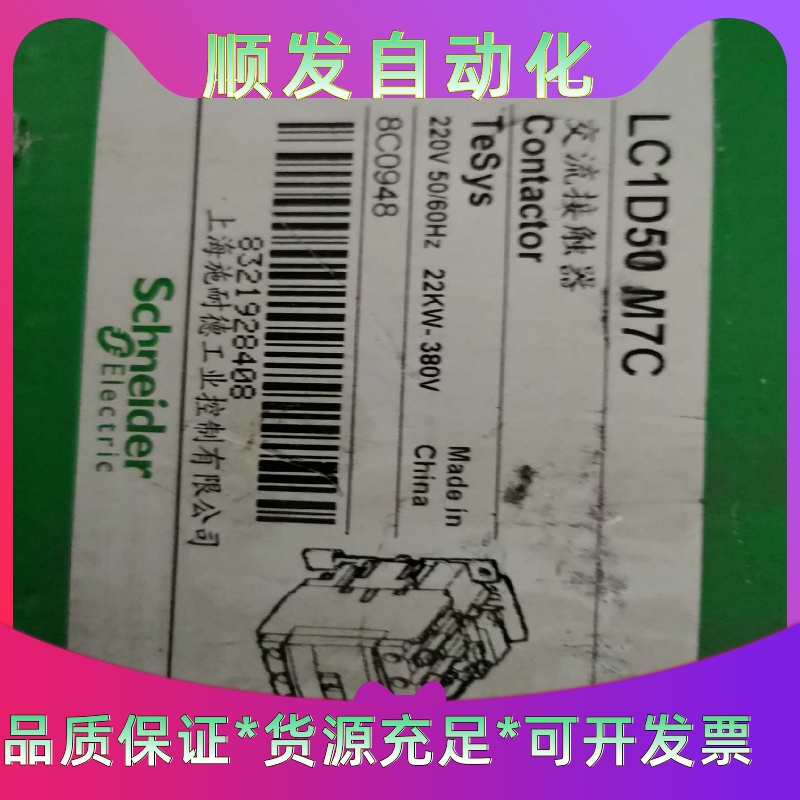 顺发自动化
LC1D50 M7C
交流接触器
Contactor
TeSys
220V 50/60Hz 22KW-380V
Made in
China
8C0948
8321928408
上海施耐德工业控制有限公司
Schneider
Electric
品质保证*货源充足*可开发票